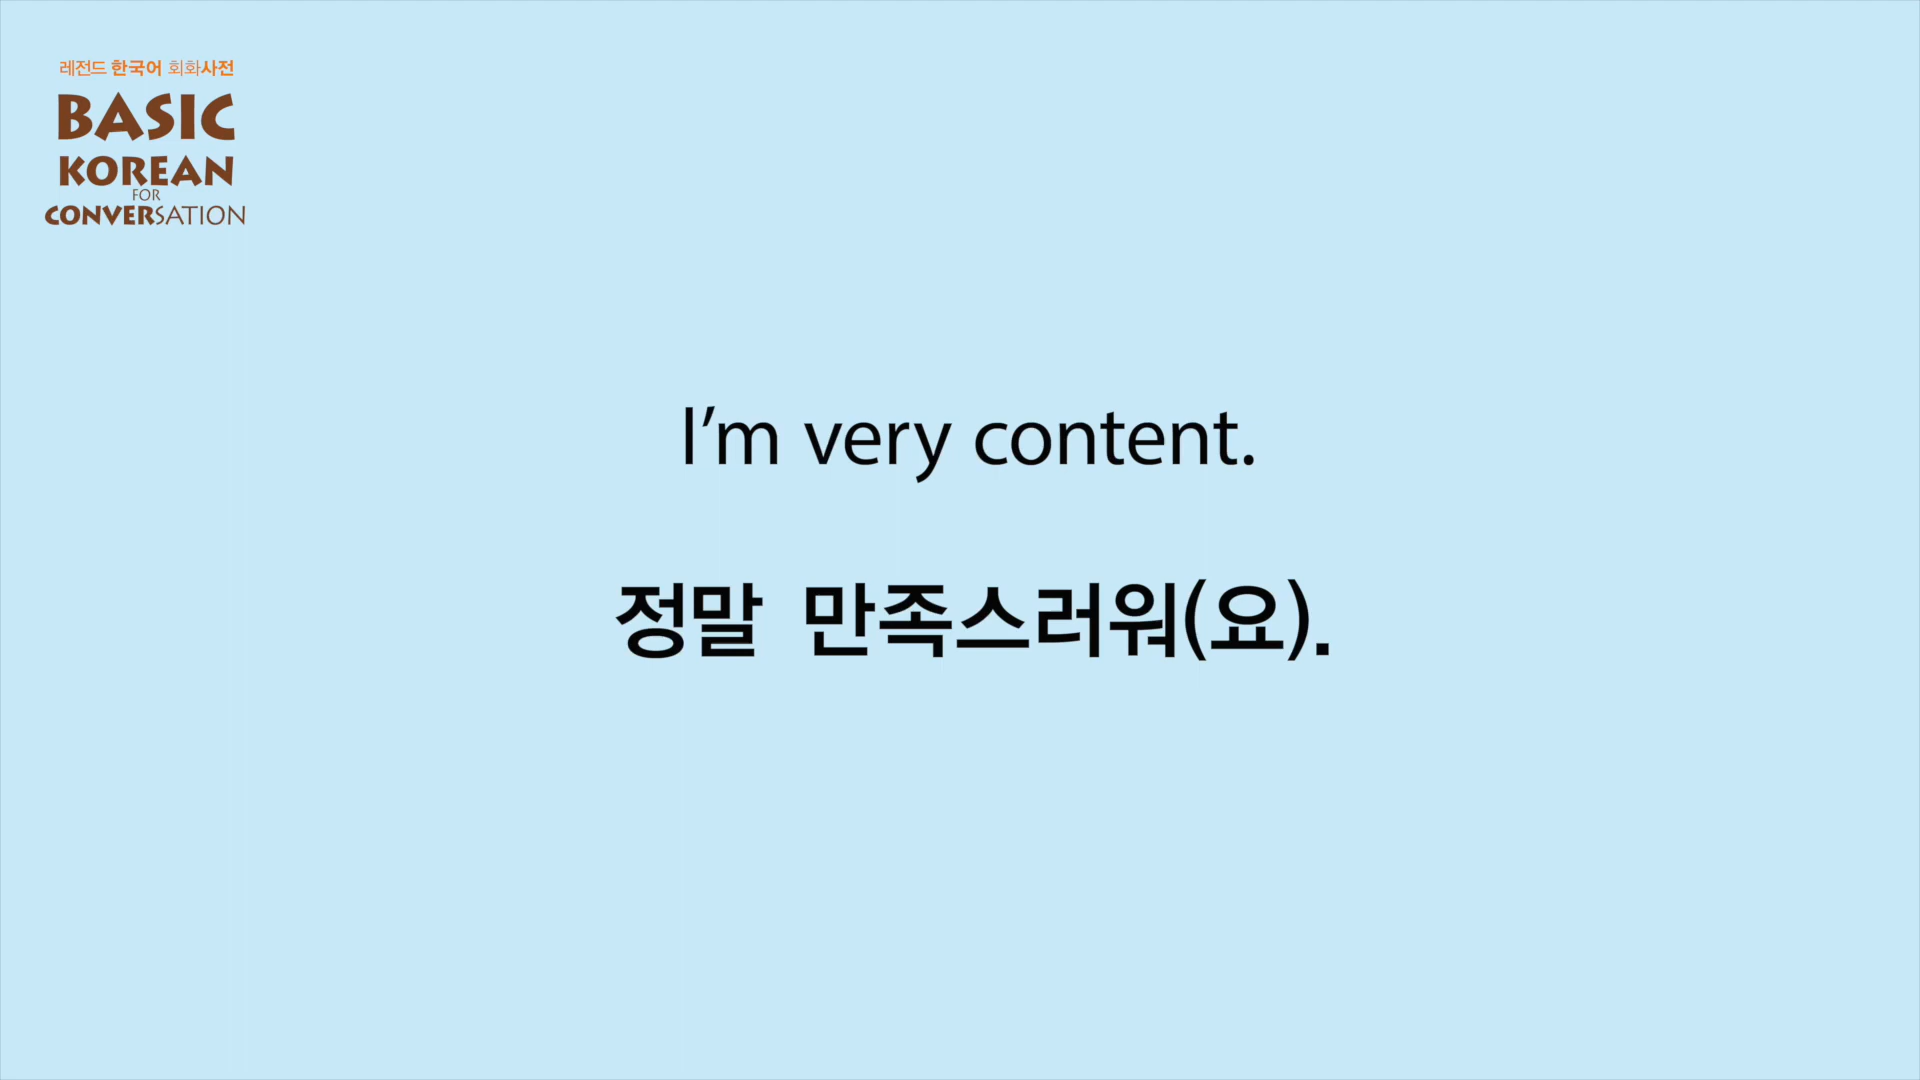 레전드 한국어 회화사전
BASIC
KOREAN
FOR
CONVERSATION
I'm very content.
정말 만족스러워(요).